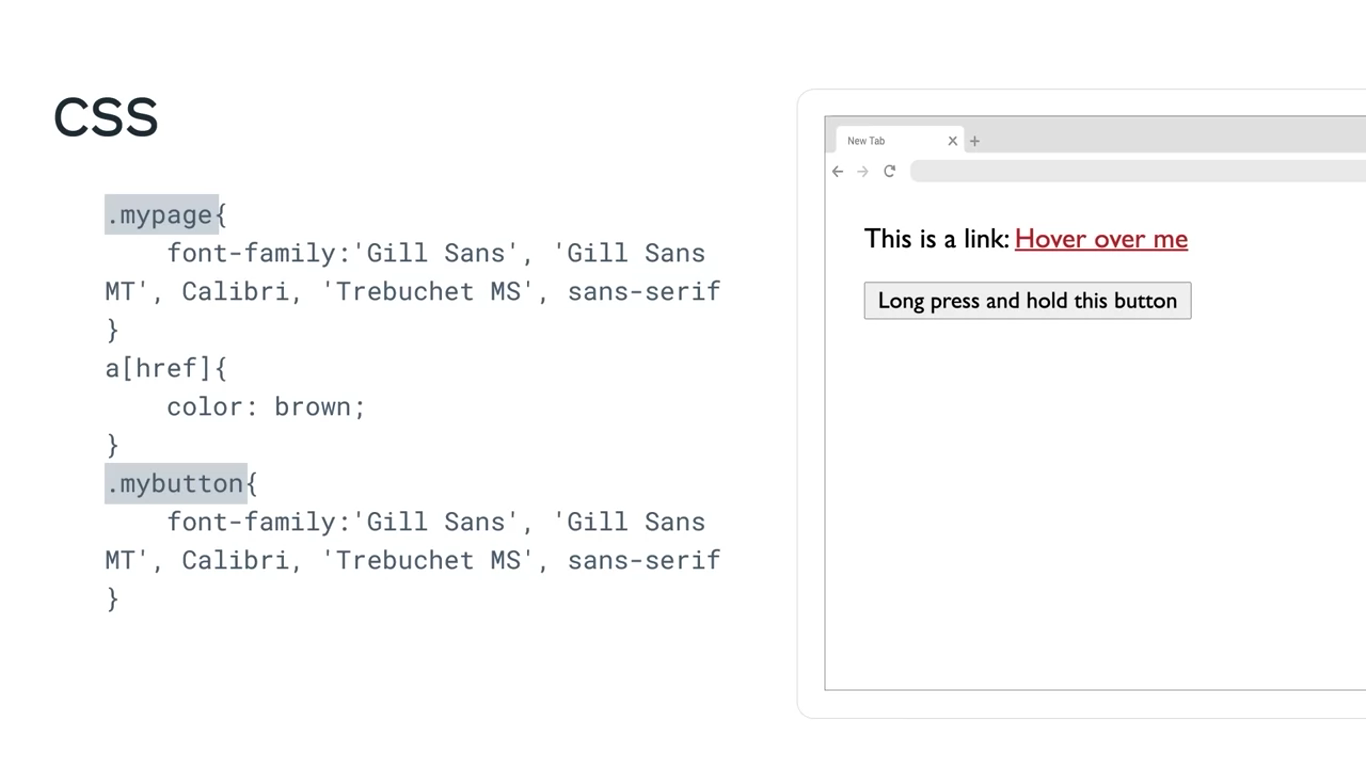 CSS
.mypage{
font-family:'Gill Sans', 'Gill Sans
MT', Calibri, 'Trebuchet MS', sans-serif
}
a[href]{
color: brown;
}
.mybutton{
font-family:'Gill Sans', 'Gill Sans
MT', Calibri, 'Trebuchet MS', sans-serif
}
New Tab
This is a link: Hover over me
Long press and hold this button